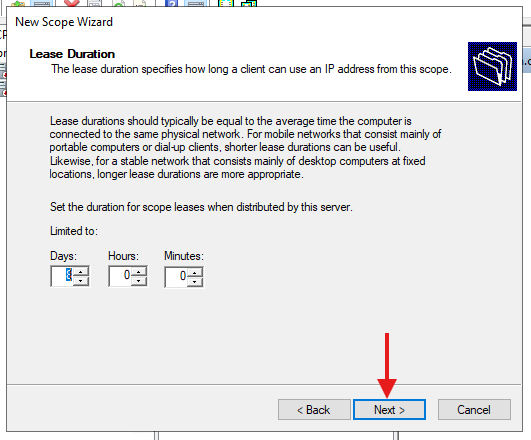 New Scope Wizard
Lease Duration
The lease duration specifies how long a client can use an IP address from this scope.
Lease durations should typically be equal to the average time the computer is
connected to the same physical network. For mobile networks that consist mainly of
portable computers or dial-up clients, shorter lease durations can be useful.
Likewise, for a stable network that consists mainly of desktop computers at fixed
locations, longer lease durations are more appropriate.
Set the duration for scope leases when distributed by this server.
Limited to:
Days: Hours: Minutes:
8 0 0
< Back Next > Cancel